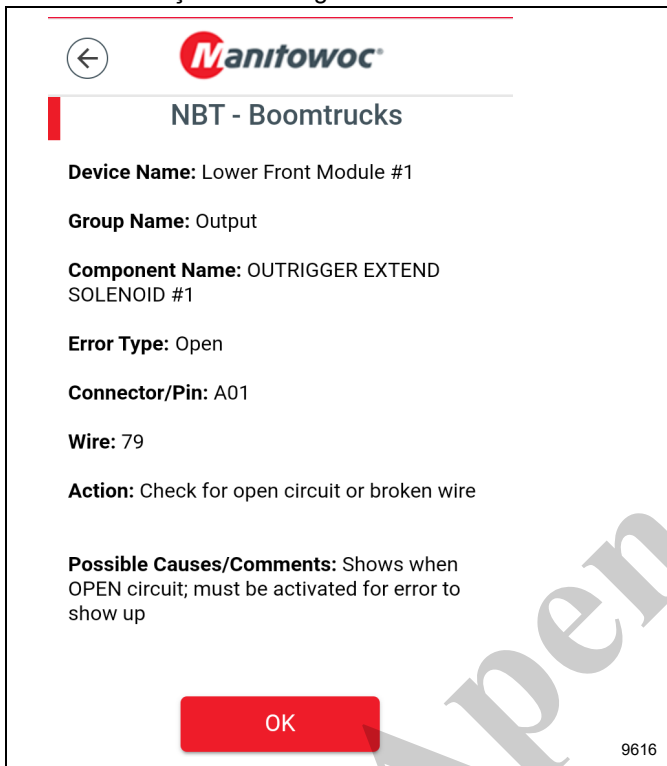 Manitowoc
NBT - Boomtrucks
Device Name: Lower Front Module #1
Group Name: Output
Component Name: OUTRIGGER EXTEND
SOLENOID #1
Error Type: Open
Connector/Pin: A01
Wire: 79
Action: Check for open circuit or broken wire
Possible Causes/Comments: Shows when
OPEN circuit; must be activated for error to
show up
OK
9616